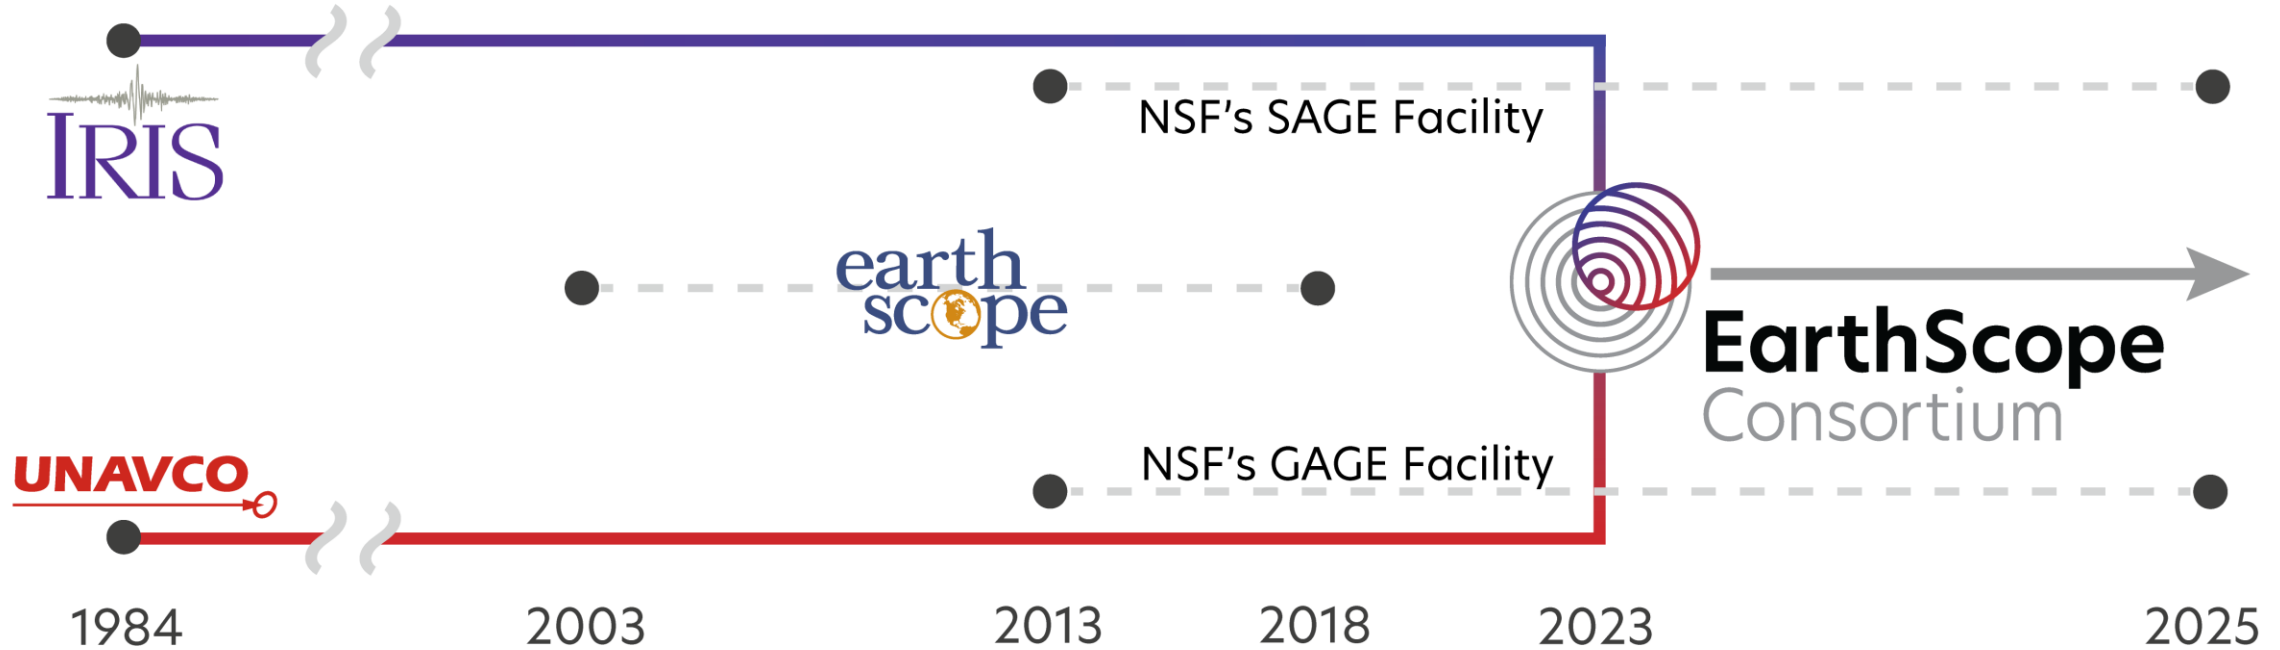 IRIS
NSF's SAGE Facility
earth
scope
EarthScope
Consortium
UNAVCO
NSF's GAGE Facility
1984
2003
2013
2018
2023
2025